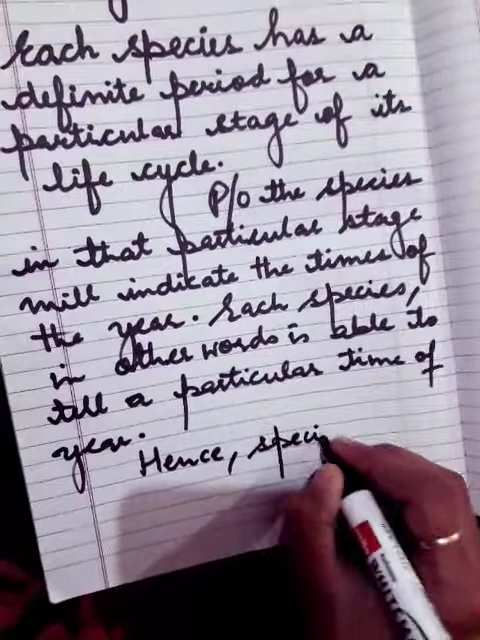 Each species has a
definite period for a
particular stage of its
life cycle.
P/o the species
in that particular stage
will indicate the times of
the year. Each species,
in other words is able to
tell a particular time of
year.
Hence, speci